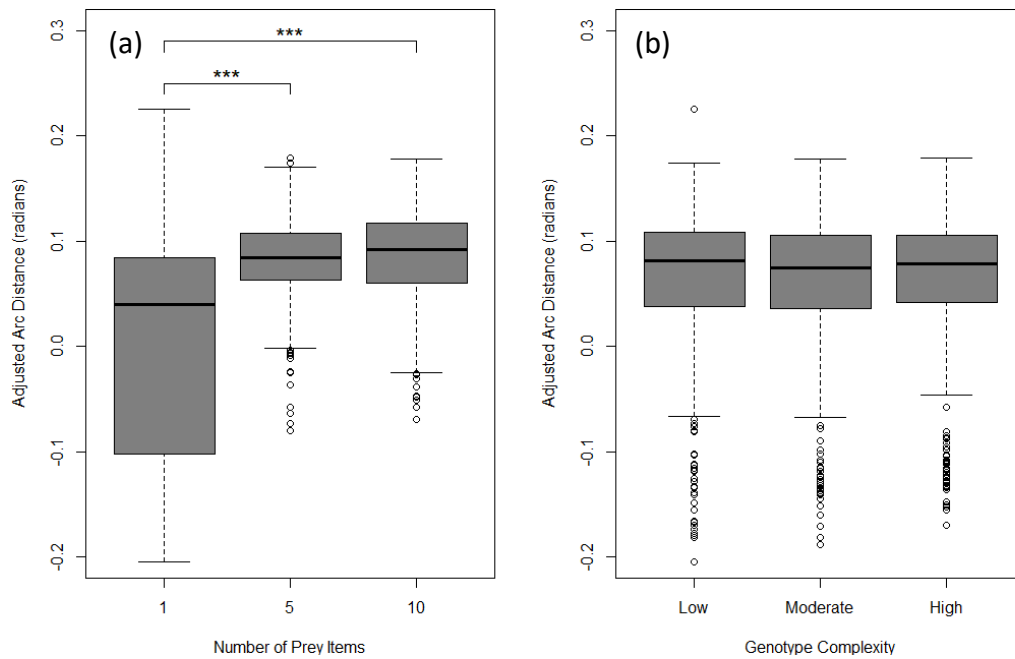 (a)
***
***
Adjusted Arc Distance (radians)
0.3
0.2
0.1
0.0
-0.1
-0.2
1 5 10
Number of Prey Items
(b)
Adjusted Arc Distance (radians)
0.3
0.2
0.1
0.0
-0.1
-0.2
Low Moderate High
Genotype Complexity